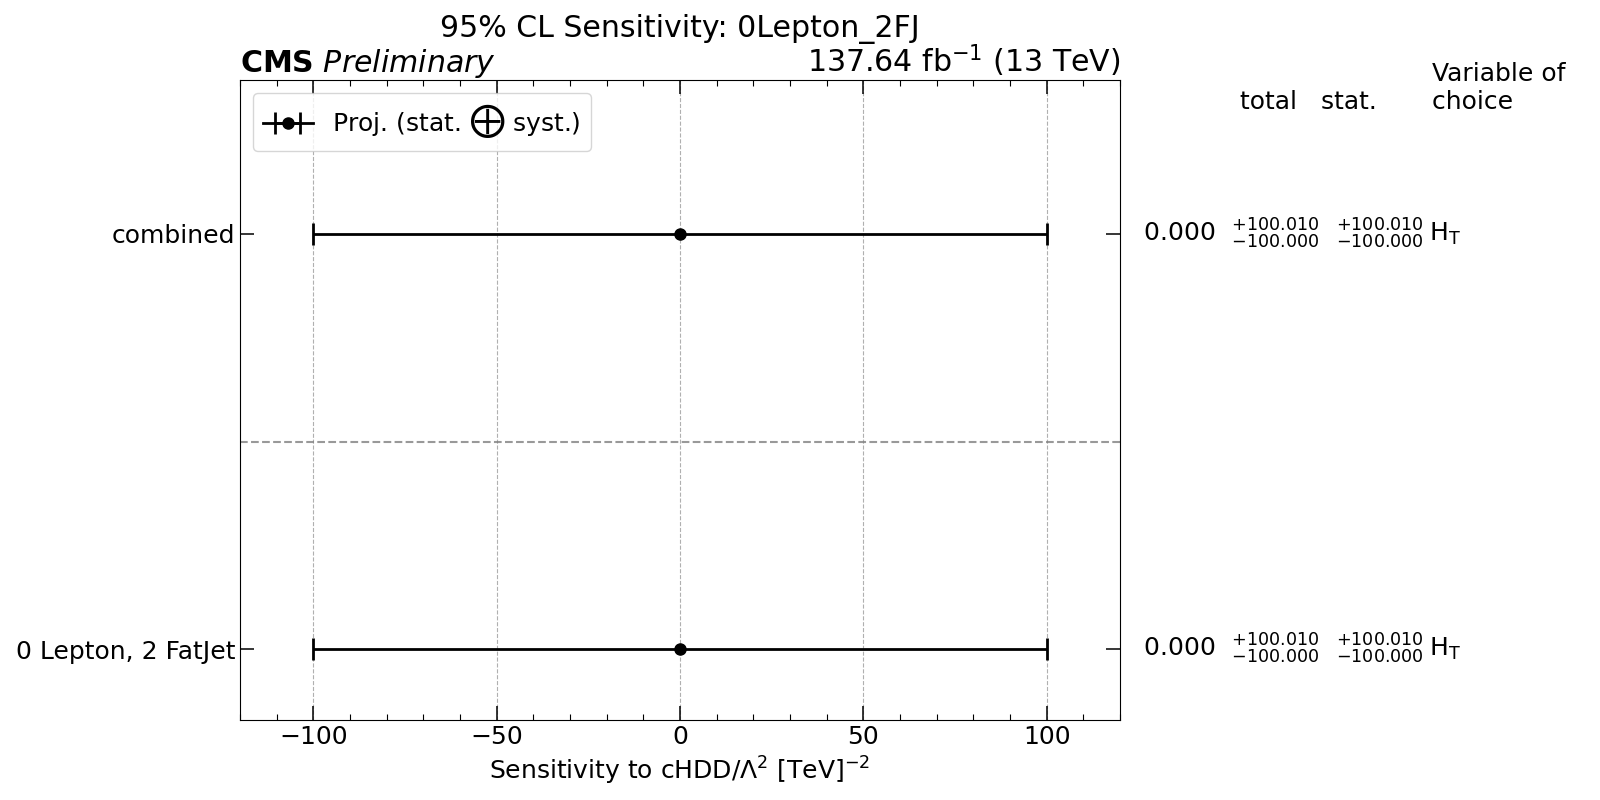 95% CL Sensitivity: 0Lepton_2FJ
CMS Preliminary 137.64 fb⁻¹ (13 TeV)
Variable of
total stat. choice
Proj. (stat. ⊕ syst.)
combined 0.000 +100.010 −100.000 +100.010 −100.000 H_T
0 Lepton, 2 FatJet 0.000 +100.010 −100.000 +100.010 −100.000 H_T
−100 −50 0 50 100
Sensitivity to cHDD/Λ² [TeV]⁻²